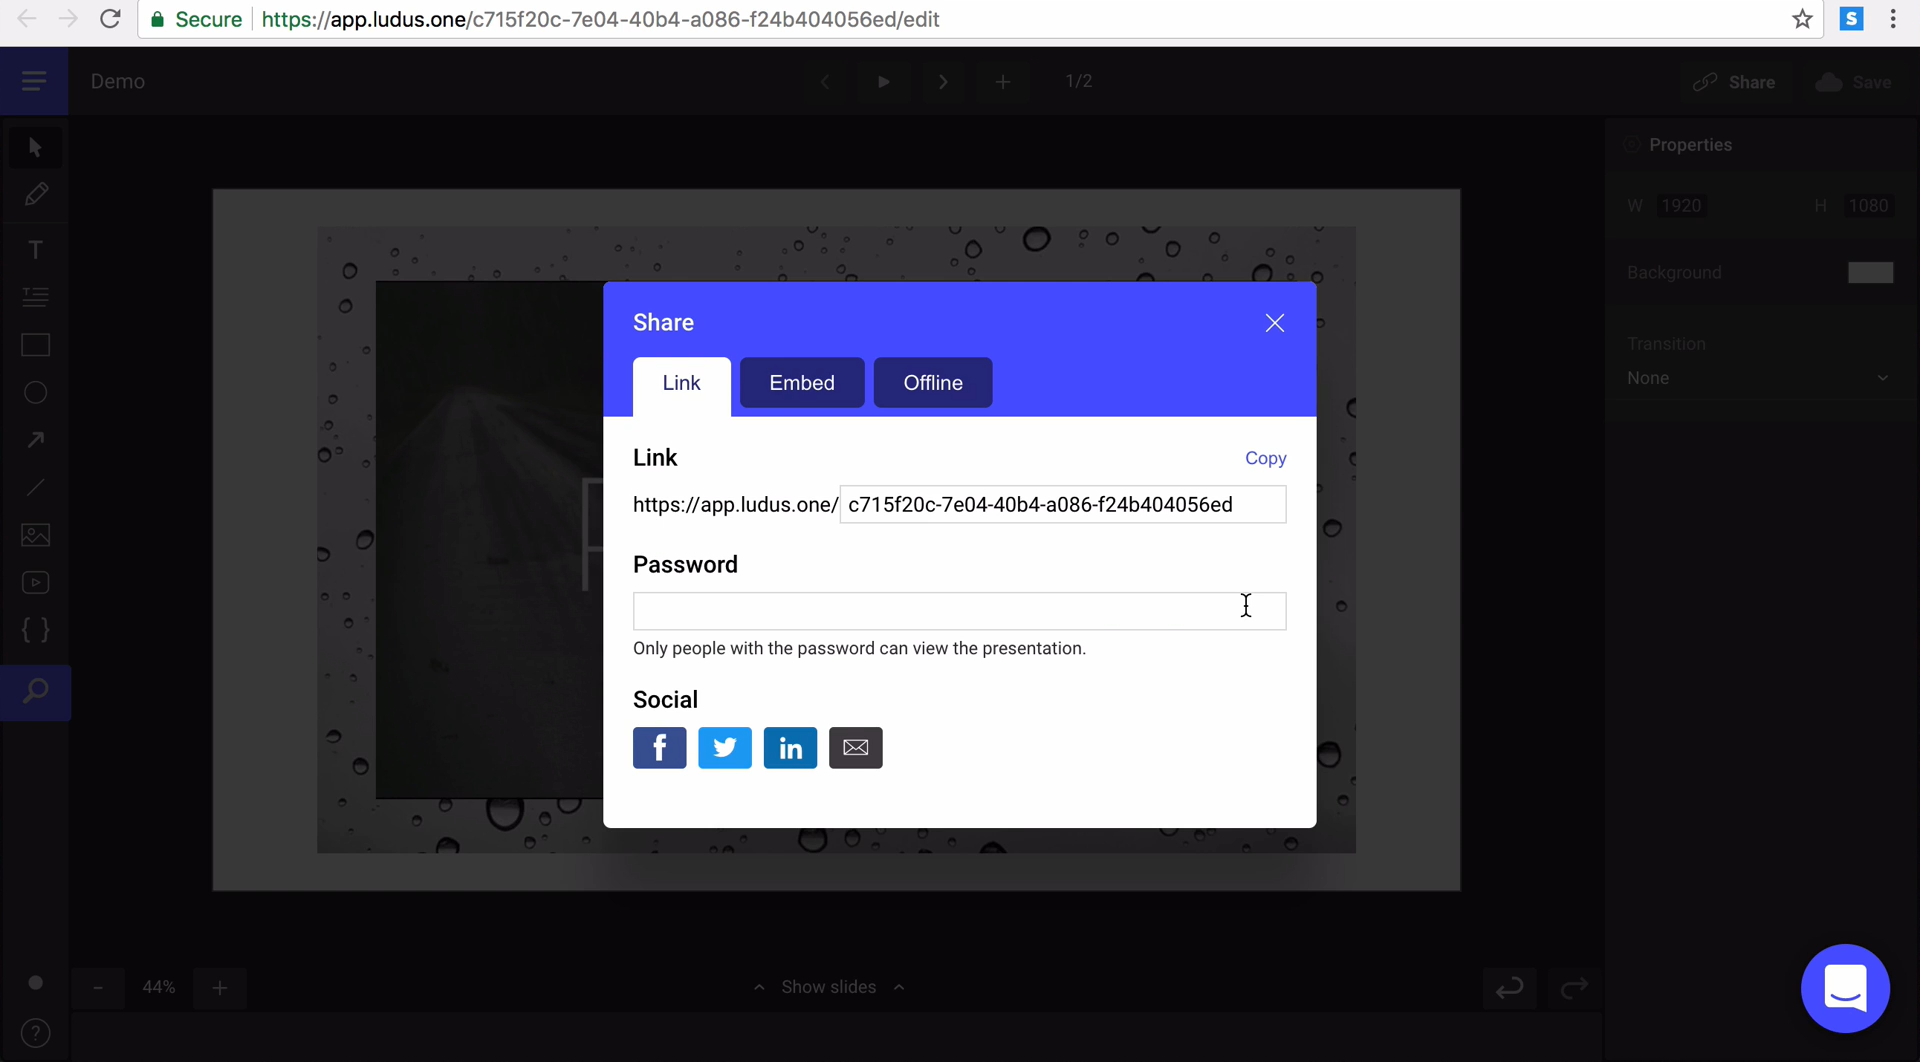 Secure https://app.ludus.one/c715f20c-7e04-40b4-a086-f24b404056ed/edit
S
Demo
1/2
Share
Save
Properties
W 1920 H 1080
Background
Transition
None
T
Share
Link Embed Offline
Link
Copy
https://app.ludus.one/ c715f20c-7e04-40b4-a086-f24b404056ed
Password
Only people with the password can view the presentation.
Social
f
in
- 44% +
Show slides
?